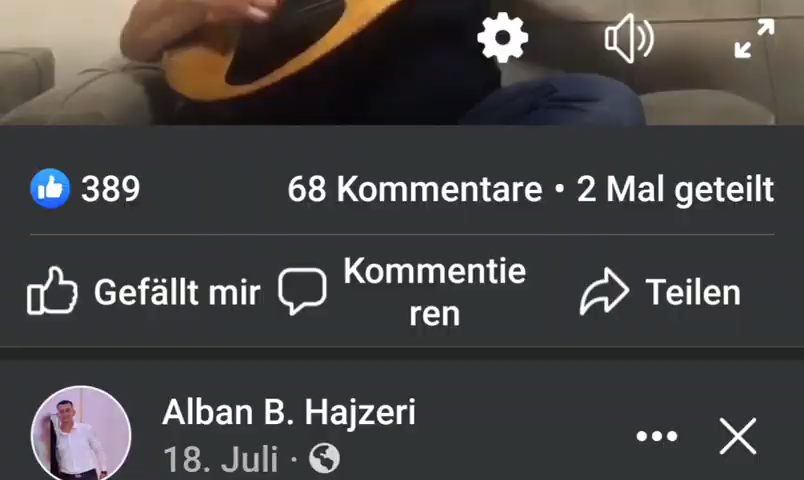 389
68 Kommentare • 2 Mal geteilt
Gefällt mir
Kommentie
ren
Teilen
Alban B. Hajzeri
18. Juli ·